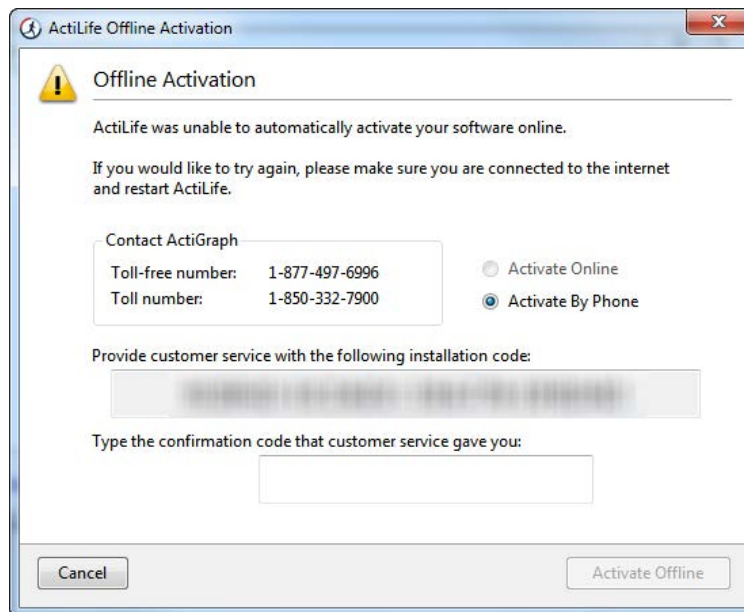 ActiLife Offline Activation
Offline Activation
ActiLife was unable to automatically activate your software online.
If you would like to try again, please make sure you are connected to the internet
and restart ActiLife.
Contact ActiGraph
Toll-free number: 1-877-497-6996
Toll number: 1-850-332-7900
Activate Online
Activate By Phone
Provide customer service with the following installation code:
Type the confirmation code that customer service gave you:
Cancel
Activate Offline